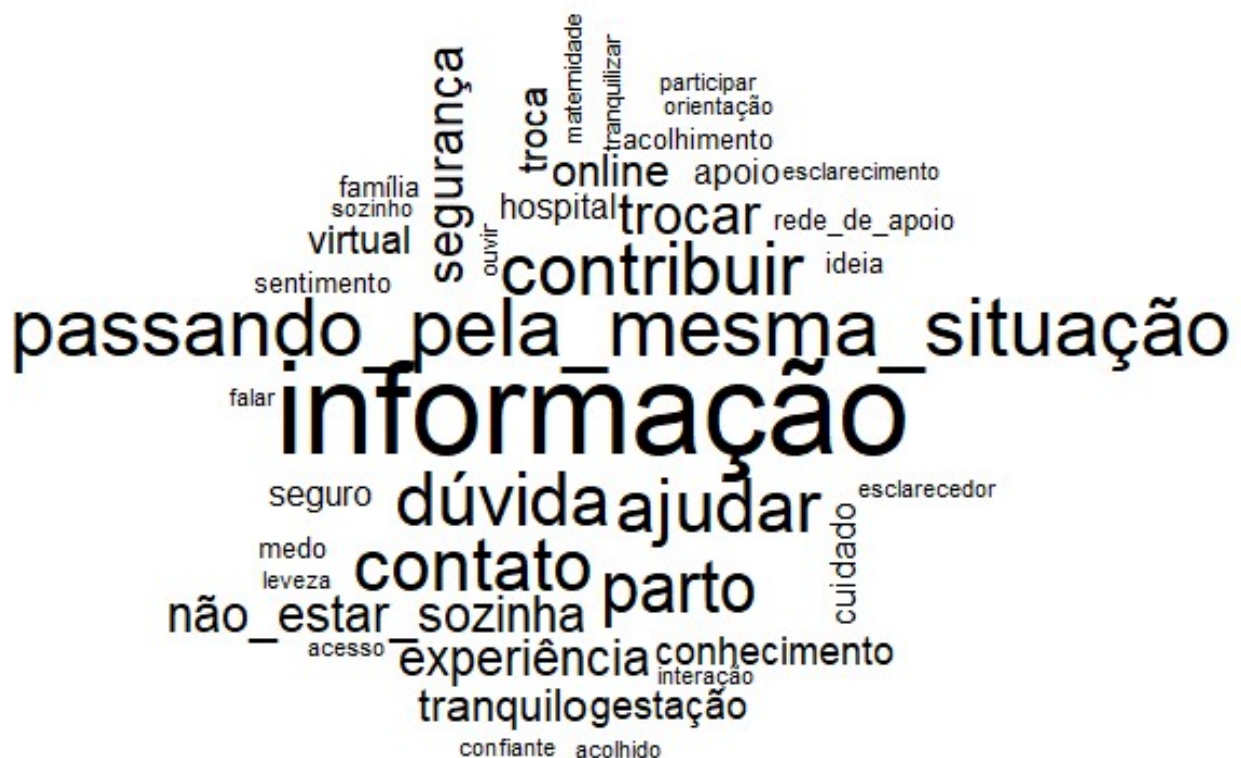 maternidade
tranquilizar
segurança
troca
participar
orientação
acolhimento
online
apoio
esclarecimento
família
sozinho
hospital
trocar
rede_de_apoio
virtual
ouvir
contribuir
ideia
sentimento
passando_pela_mesma_situação
falar
informação
seguro
dúvida
ajudar
esclarecedor
cuidado
medo
leveza
contato
parto
não_estar_sozinha
acesso
experiência
conhecimento
interação
tranquilo
gestação
confiante
acolhido